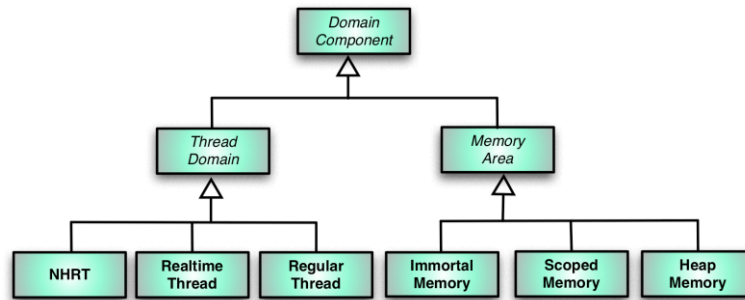 Domain
Component
Thread
Domain
Memory
Area
NHRT
Realtime
Thread
Regular
Thread
Immortal
Memory
Scoped
Memory
Heap
Memory